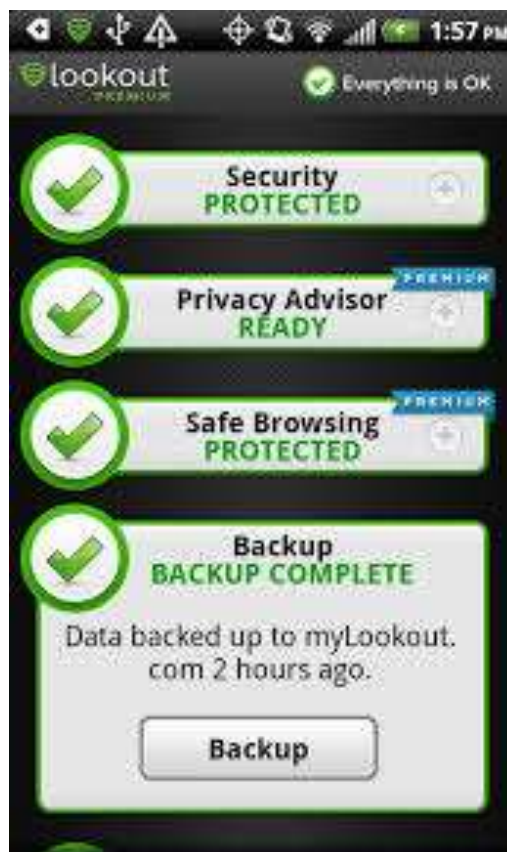 1:57 PM
lookout
PREMIUM
Everything is OK
Security
PROTECTED
PREMIUM
Privacy Advisor
READY
PREMIUM
Safe Browsing
PROTECTED
Backup
BACKUP COMPLETE
Data backed up to myLookout.
com 2 hours ago.
Backup